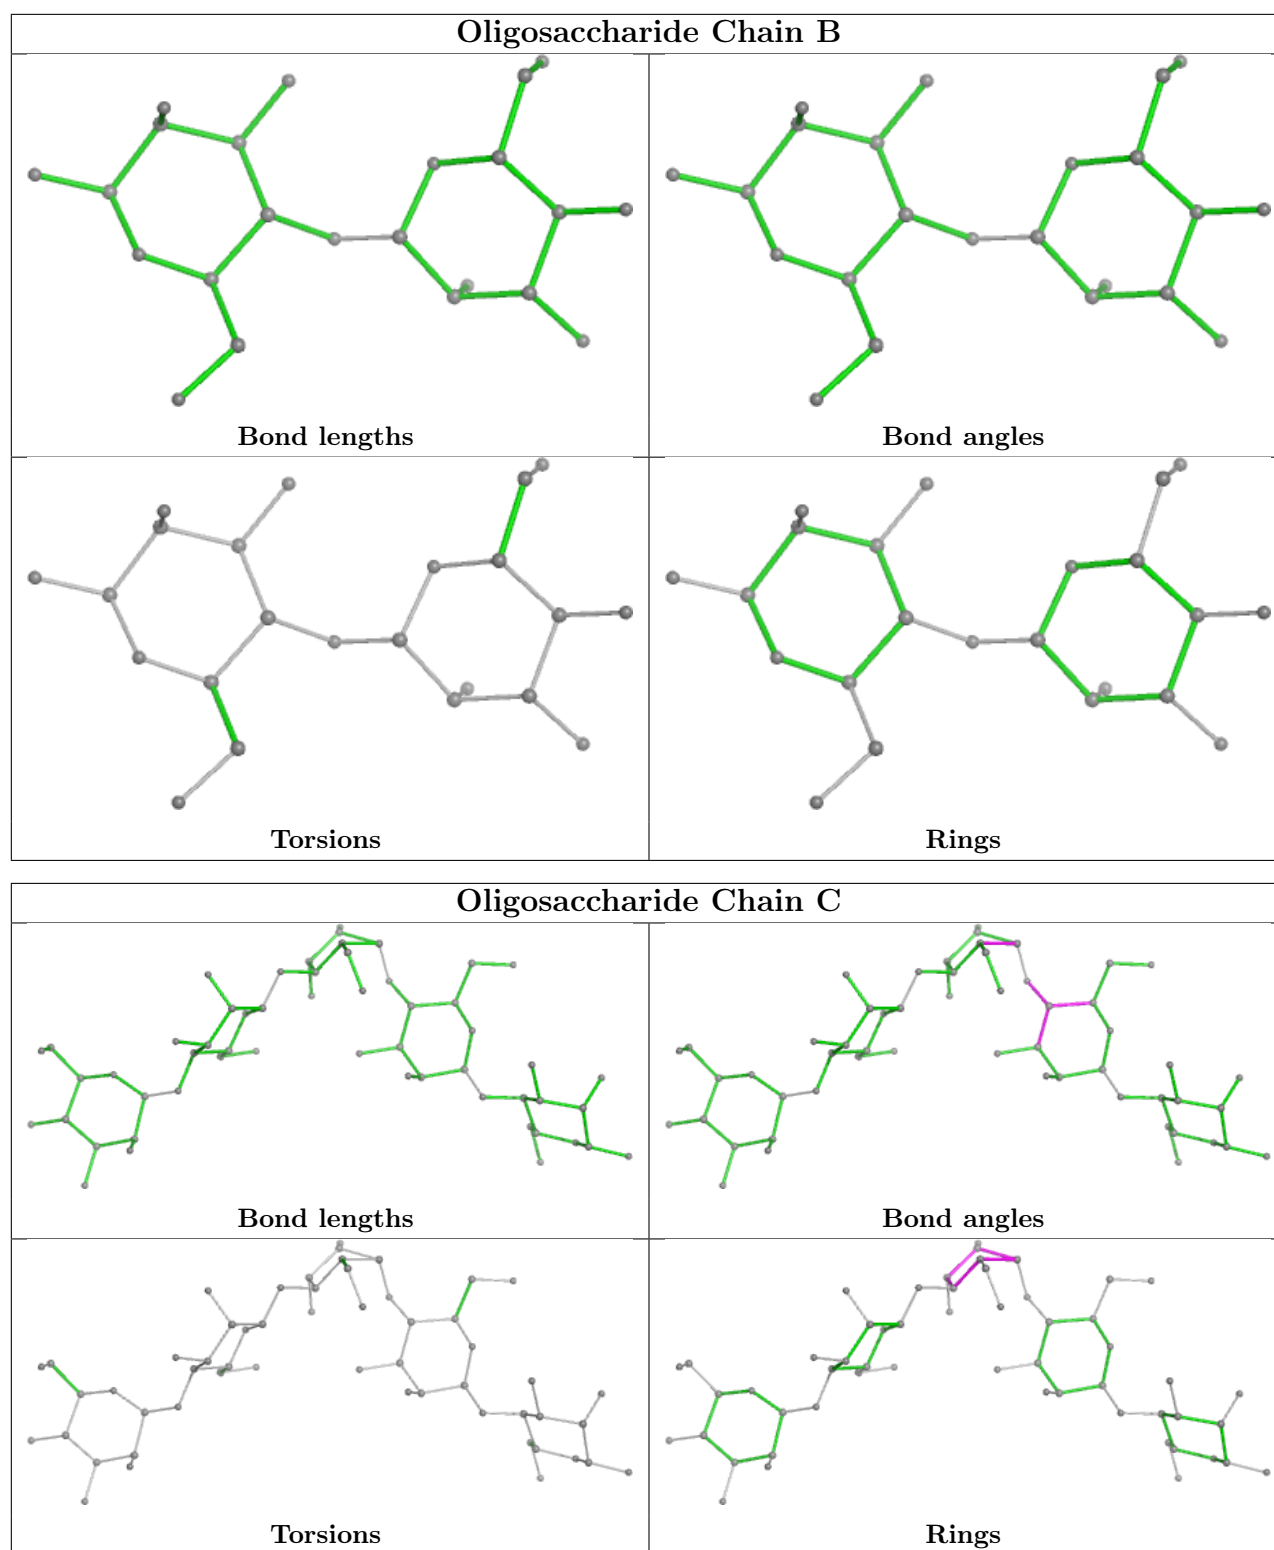 Oligosaccharide Chain B
Bond lengths
Bond angles
Torsions
Rings
Oligosaccharide Chain C
Bond lengths
Bond angles
Torsions
Rings